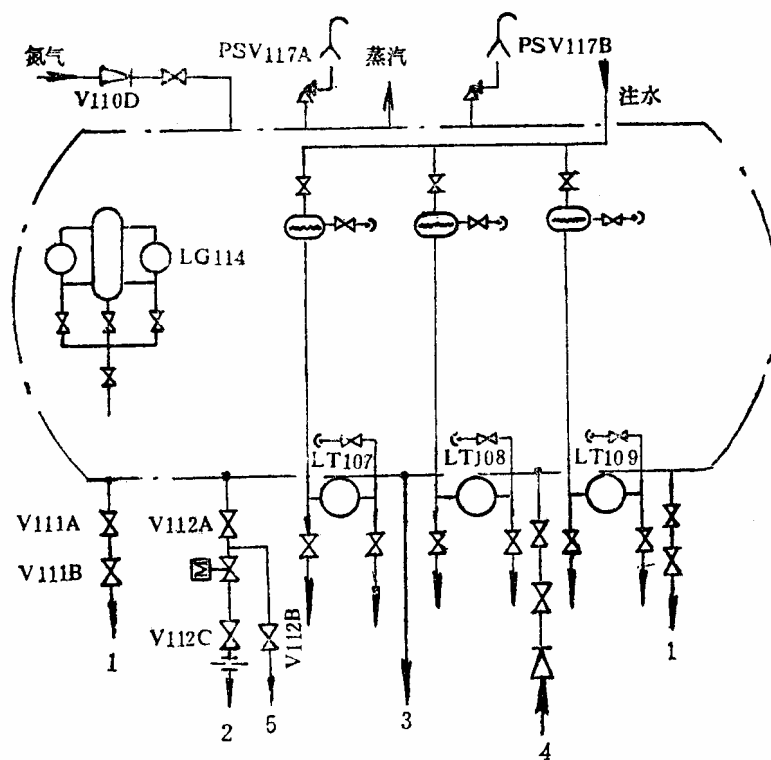 PSV117A
蒸汽
PSV117B
氮气
V110D
注水
LG114
LT107
LT108
LT109
V111A
V112A
V111B
M
V112C
V112B
1
2
5
3
4
1